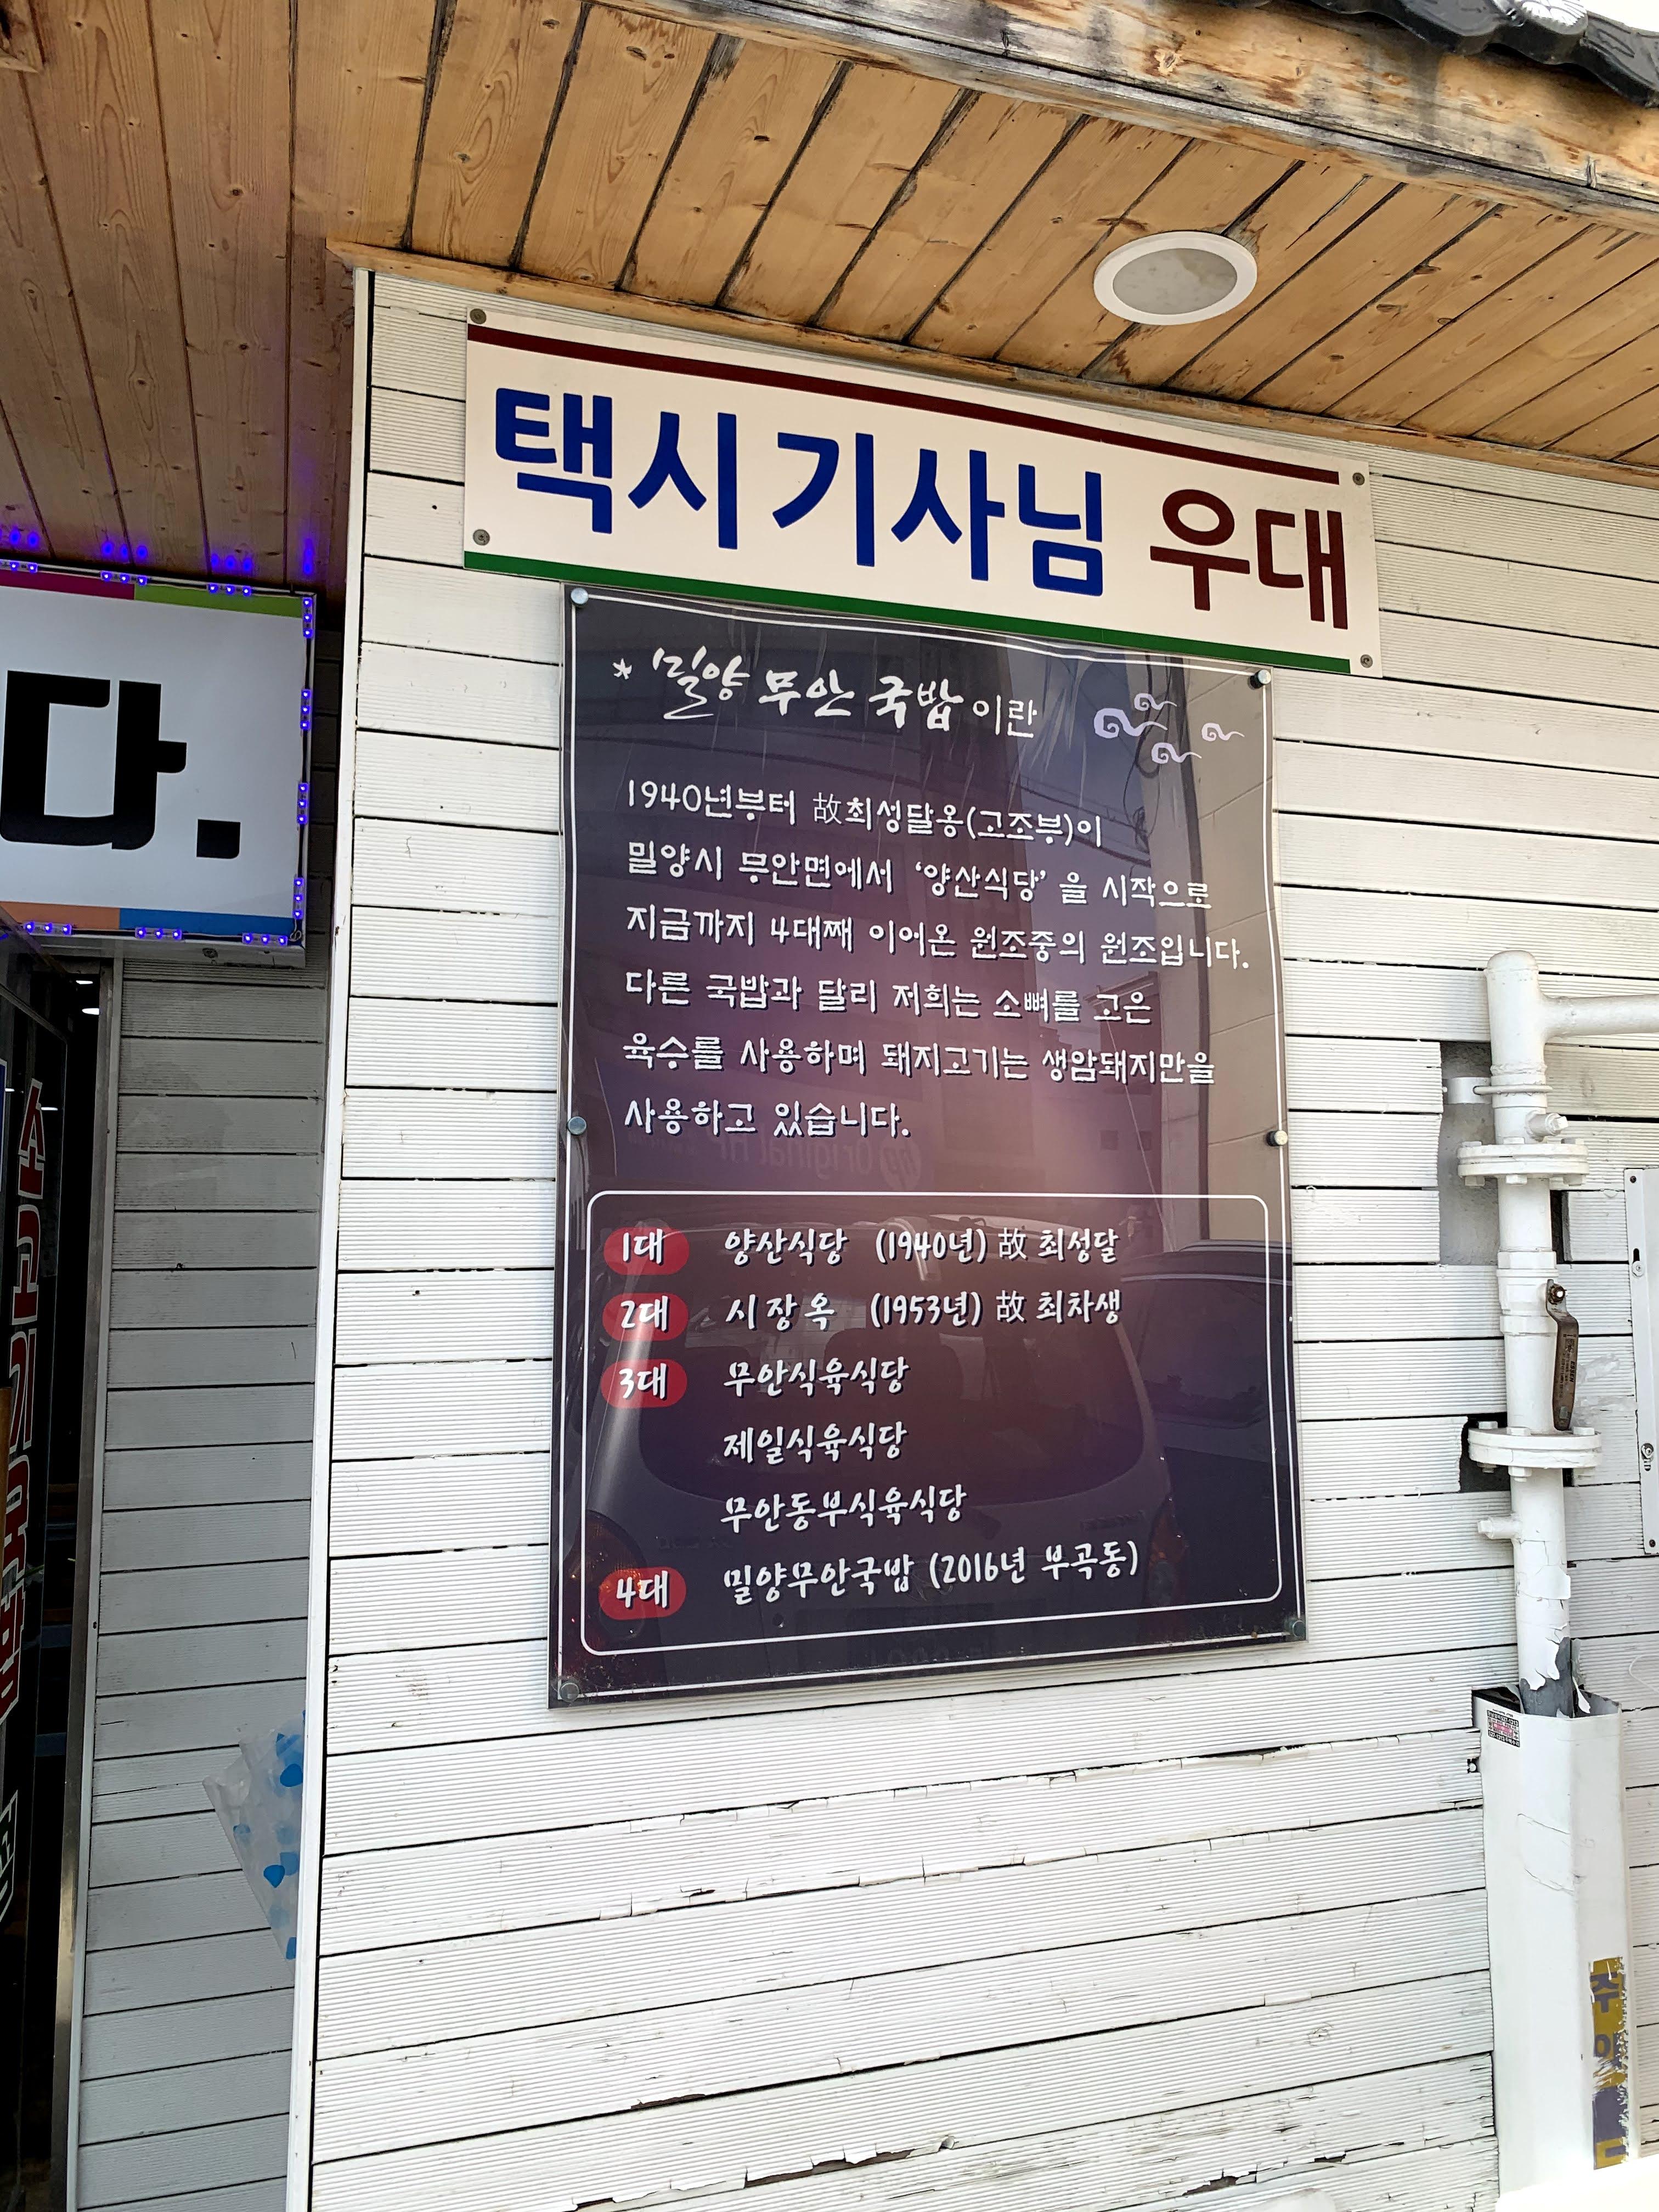 택시기사님 우대
다.
* 밀양 무안 국밥 이란
1940년부터 故최성달옹(고조부)이
밀양시 무안면에서 '양산식당' 을 시작으로
지금까지 4대째 이어온 원조중의 원조입니다.
다른 국밥과 달리 저희는 소뼈를 고은
육수를 사용하며 돼지고기는 생암돼지만을
사용하고 있습니다.
1대 양산식당 (1940년) 故 최성달
2대 시장옥 (1953년) 故 최차생
3대 무안식육식당
제일식육식당
무안동부식육식당
4대 밀양무안국밥 (2016년 부곡동)